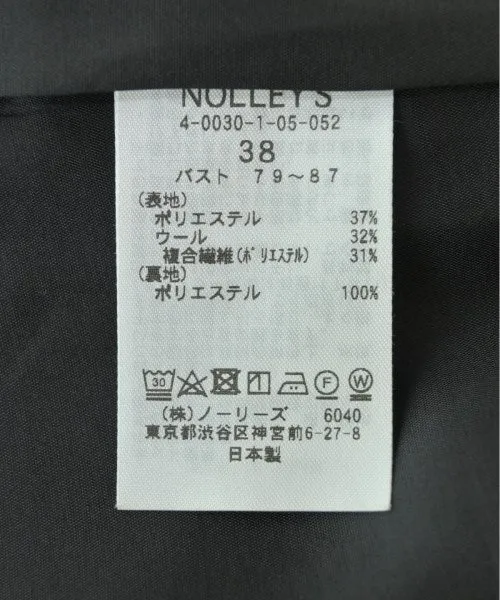 NOLLEY'S
4-0030-1-05-052
38
バスト 79~87
(表地)
ポリエステル 37%
ウール 32%
複合繊維(ポリエステル) 31%
(裏地)
ポリエステル 100%
30 F W
(株)ノーリーズ 6040
東京都渋谷区神宮前6-27-8
日本製